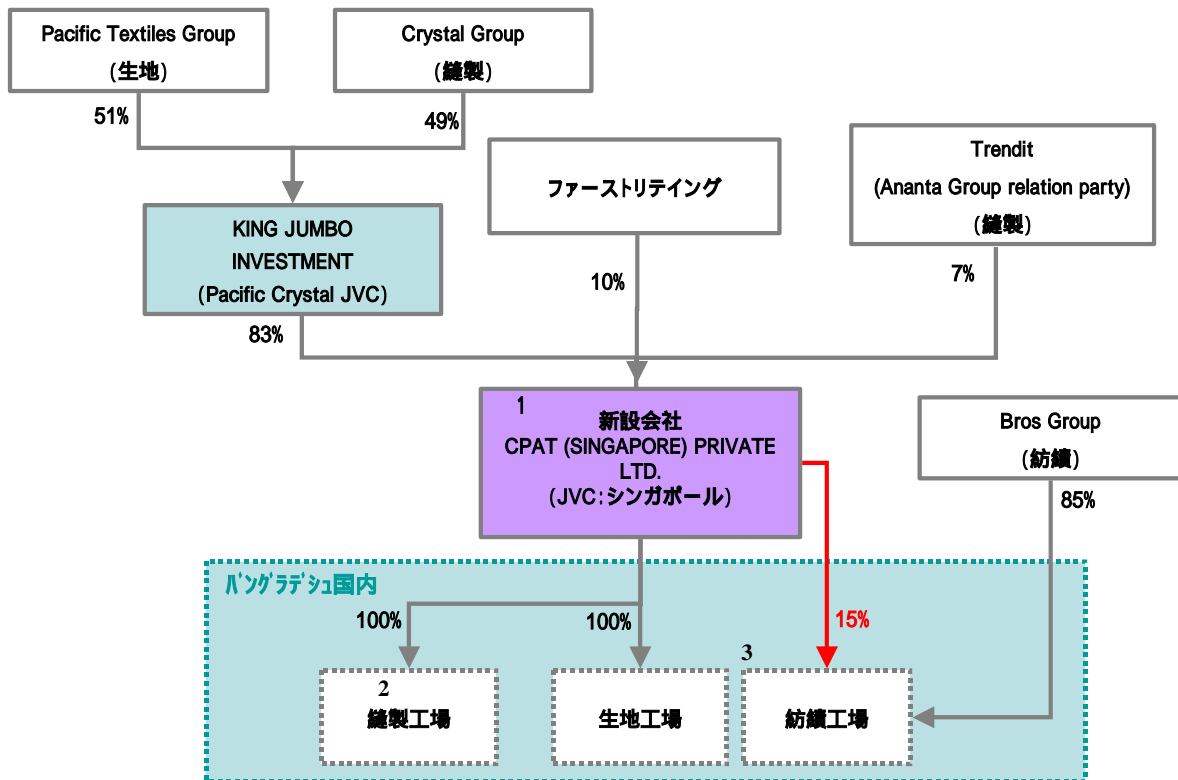 Pacific Textiles Group
(生地)
Crystal Group
(縫製)
51%
49%
ファーストリテイング
Trendit
(Ananta Group relation party)
(縫製)
KING JUMBO
INVESTMENT
(Pacific Crystal JVC)
83%
10%
7%
1
新設会社
CPAT (SINGAPORE) PRIVATE
LTD.
(JVC:シンガポール)
Bros Group
(紡績)
85%
バングラデシュ国内
100%
100%
15%
2
縫製工場
生地工場
3
紡績工場